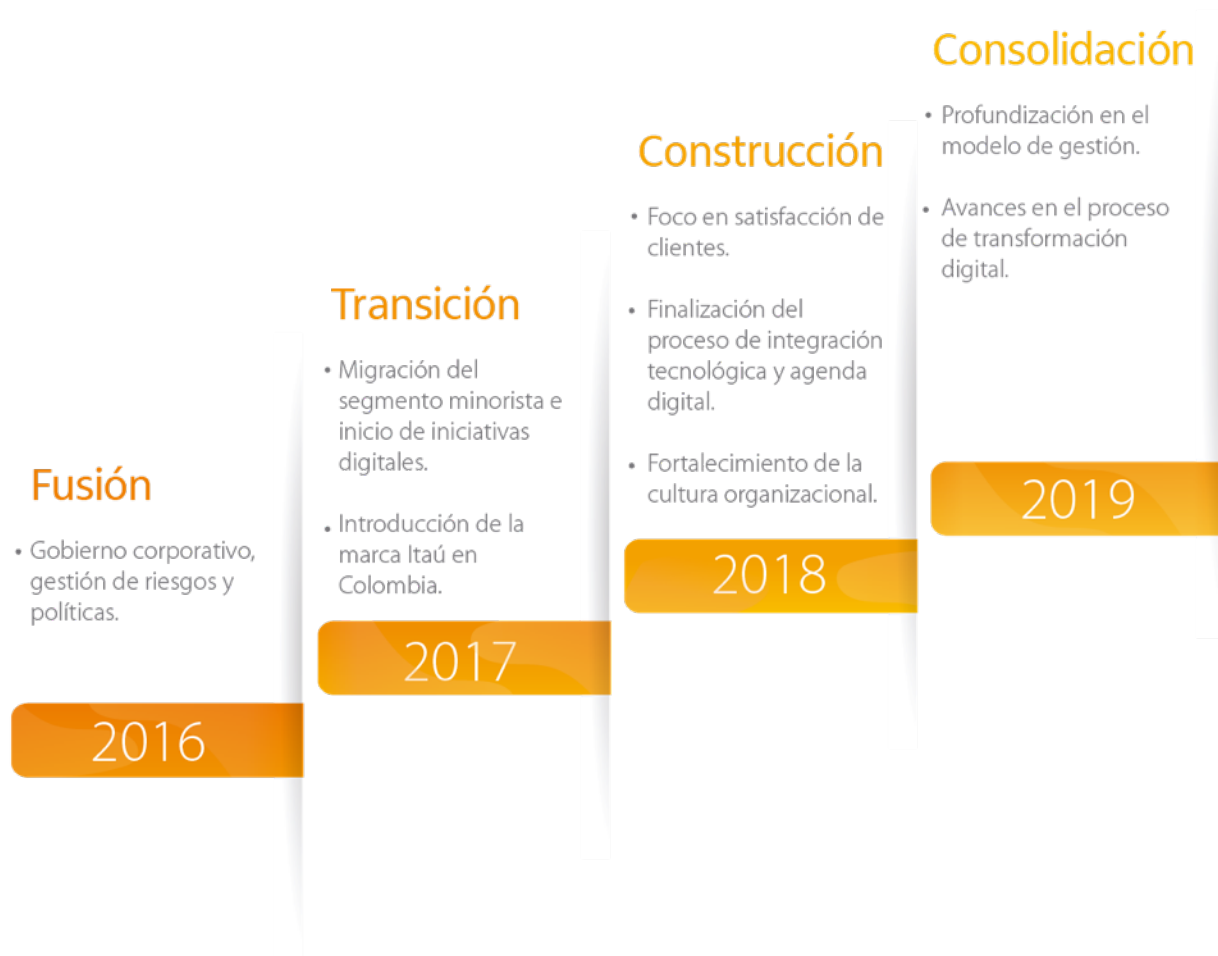 Fusión
• Gobierno corporativo,
gestión de riesgos y
políticas.
2016
Transición
• Migración del
segmento minorista e
inicio de iniciativas
digitales.
• Introducción de la
marca Itaú en
Colombia.
2017
Construcción
• Foco en satisfacción de
clientes.
• Finalización del
proceso de integración
tecnológica y agenda
digital.
• Fortalecimiento de la
cultura organizacional.
2018
Consolidación
• Profundización en el
modelo de gestión.
• Avances en el proceso
de transformación
digital.
2019